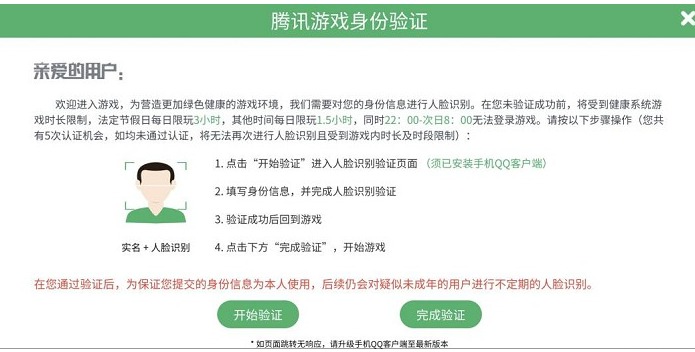 腾讯游戏身份验证
亲爱的用户：
欢迎进入游戏，为营造更加绿色健康的游戏环境，我们需要对您的身份信息进行人脸识别。在您未验证成功前，将受到健康系统游
戏时长限制，法定节假日每日限玩3小时，其他时间每日限玩1.5小时，同时22：00-次日8：00无法登录游戏。请按以下步骤操作（您共
有5次认证机会，如均未通过认证，将无法再次进行人脸识别且受到游戏内时长及时段限制）：
1. 点击“开始验证”进入人脸识别验证页面（须已安装手机QQ客户端）
2. 填写身份信息，并完成人脸识别验证
3. 验证成功后回到游戏
实名 + 人脸识别
4. 点击下方“完成验证”，开始游戏
在您通过验证后，为保证您提交的身份信息为本人使用，后续仍会对疑似未成年的用户进行不定期的人脸识别。
开始验证
完成验证
* 如页面跳转无响应，请升级手机QQ客户端至最新版本